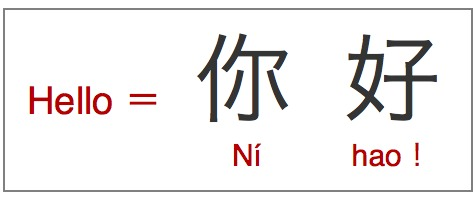 Hello ＝ 你 好
Ní hao！